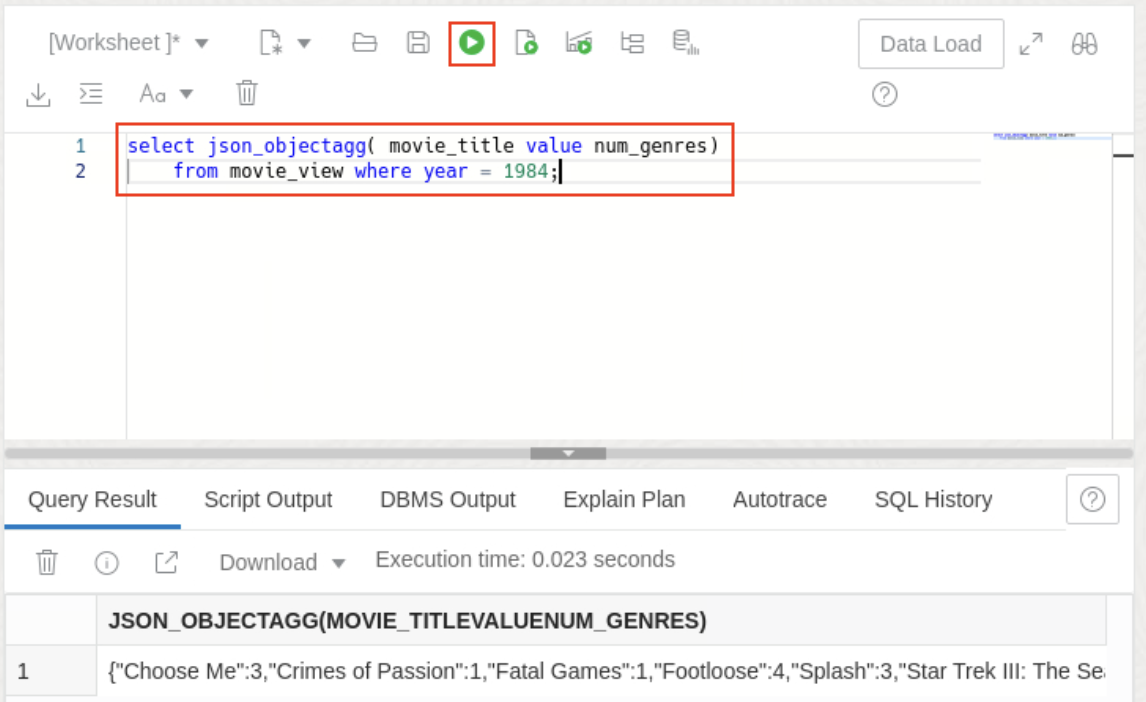 [Worksheet ]*
Data Load
Aa
1 select json_objectagg( movie_title value num_genres)
2 from movie_view where year = 1984;
Query Result Script Output DBMS Output Explain Plan Autotrace SQL History
Download Execution time: 0.023 seconds
JSON_OBJECTAGG(MOVIE_TITLEVALUENUM_GENRES)
1 {"Choose Me":3,"Crimes of Passion":1,"Fatal Games":1,"Footloose":4,"Splash":3,"Star Trek III: The Se